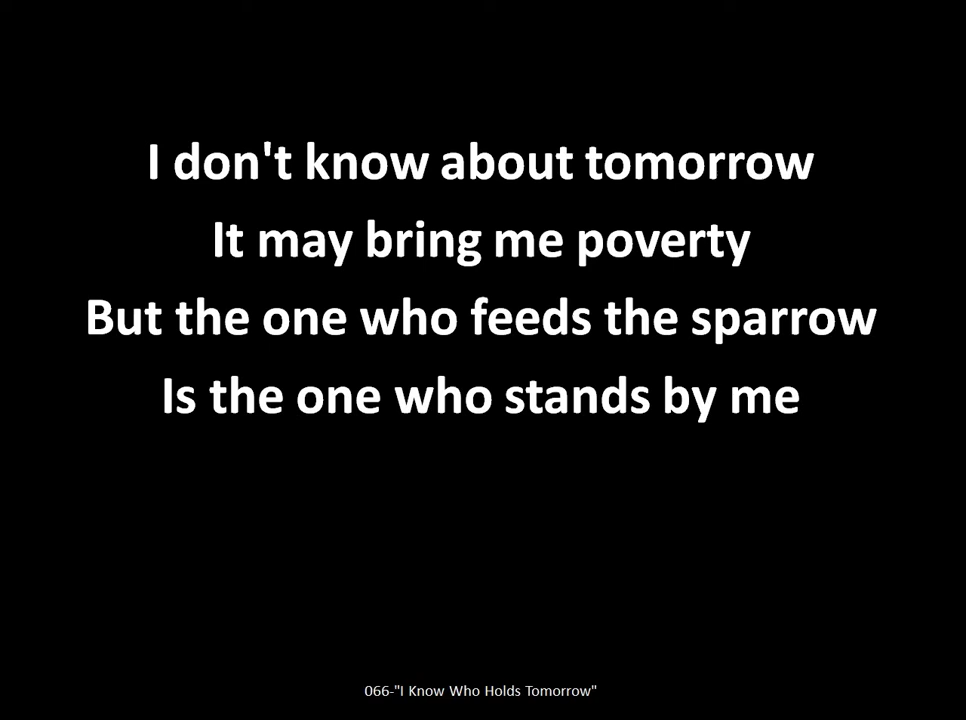 I don't know about tomorrow
It may bring me poverty
But the one who feeds the sparrow
Is the one who stands by me
066-"I Know Who Holds Tomorrow"